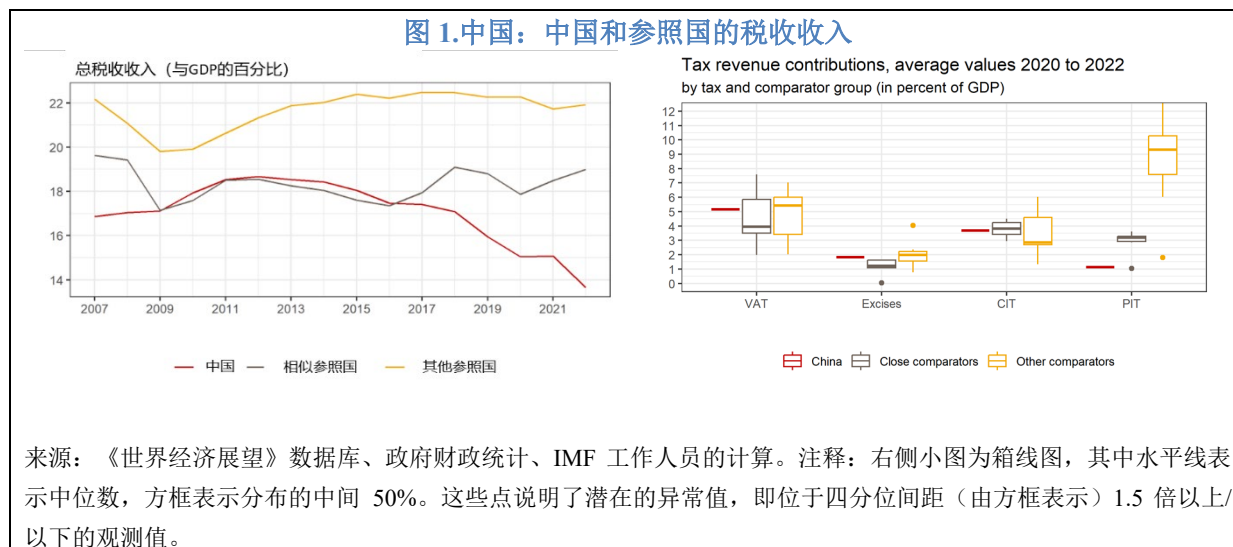 图 1.中国：中国和参照国的税收收入
总税收收入（与GDP的百分比）
22
20
18
16
14
2007 2009 2011 2013 2015 2017 2019 2021
中国 相似参照国 其他参照国
Tax revenue contributions, average values 2020 to 2022
by tax and comparator group (in percent of GDP)
12
11
10
9
8
7
6
5
4
3
2
1
0
VAT Excises CIT PIT
China Close comparators Other comparators
来源：《世界经济展望》数据库、政府财政统计、IMF 工作人员的计算。注释：右侧小图为箱线图，其中水平线表
示中位数，方框表示分布的中间 50%。这些点说明了潜在的异常值，即位于四分位间距（由方框表示）1.5 倍以上/
以下的观测值。